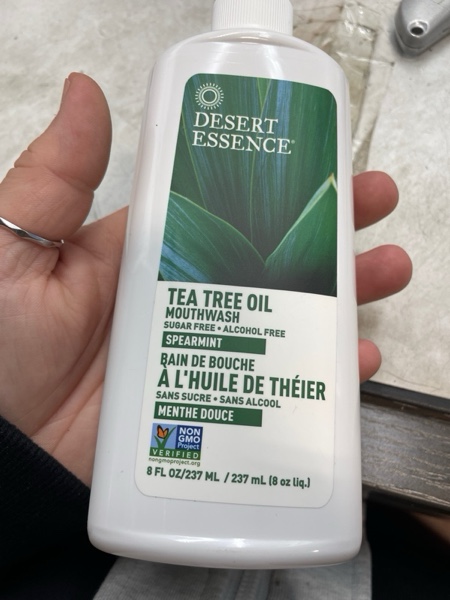 DESERT
ESSENCE®
TEA TREE OIL
MOUTHWASH
SUGAR FREE • ALCOHOL FREE
SPEARMINT
BAIN DE BOUCHE
À L'HUILE DE THÉIER
SANS SUCRE • SANS ALCOOL
MENTHE DOUCE
NON
GMO
Project
VERIFIED
nongmoproject.org
8 FL OZ/237 ML / 237 mL (8 oz liq.)